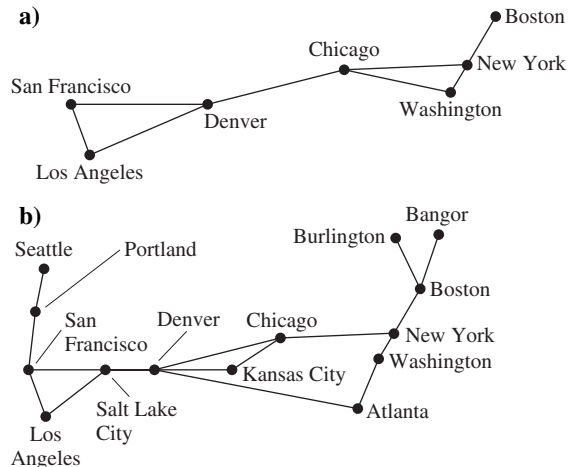 a)
Boston
Chicago
New York
San Francisco
Washington
Denver
Los Angeles
b)
Bangor
Burlington
Seattle
Portland
Boston
San
Francisco
Denver
Chicago
New York
Washington
Kansas City
Salt Lake
City
Atlanta
Los
Angeles